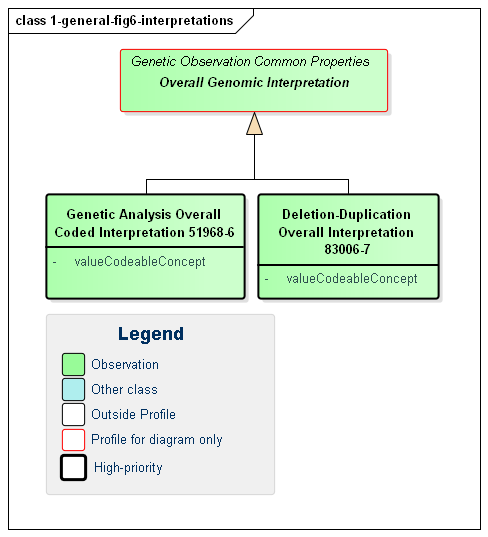 class 1-general-fig6-interpretations
Genetic Observation Common Properties
Overall Genomic Interpretation
Genetic Analysis Overall
Coded Interpretation 51968-6
- valueCodeableConcept
Deletion-Duplication
Overall Interpretation
83006-7
- valueCodeableConcept
Legend
Observation
Other class
Outside Profile
Profile for diagram only
High-priority